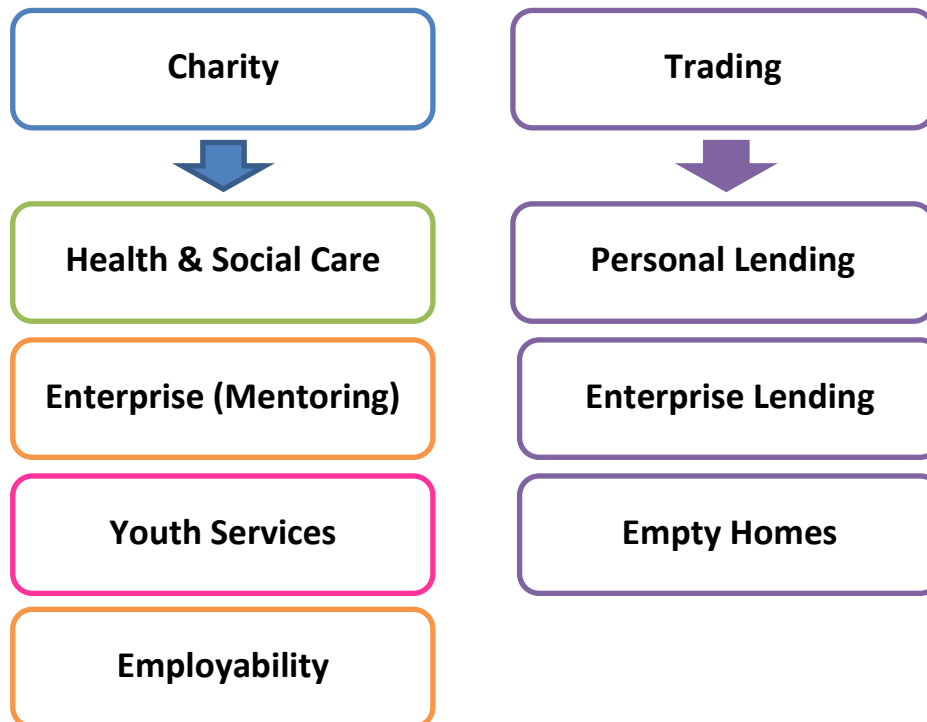 Charity
Health & Social Care
Enterprise (Mentoring)
Youth Services
Employability
Trading
Personal Lending
Enterprise Lending
Empty Homes